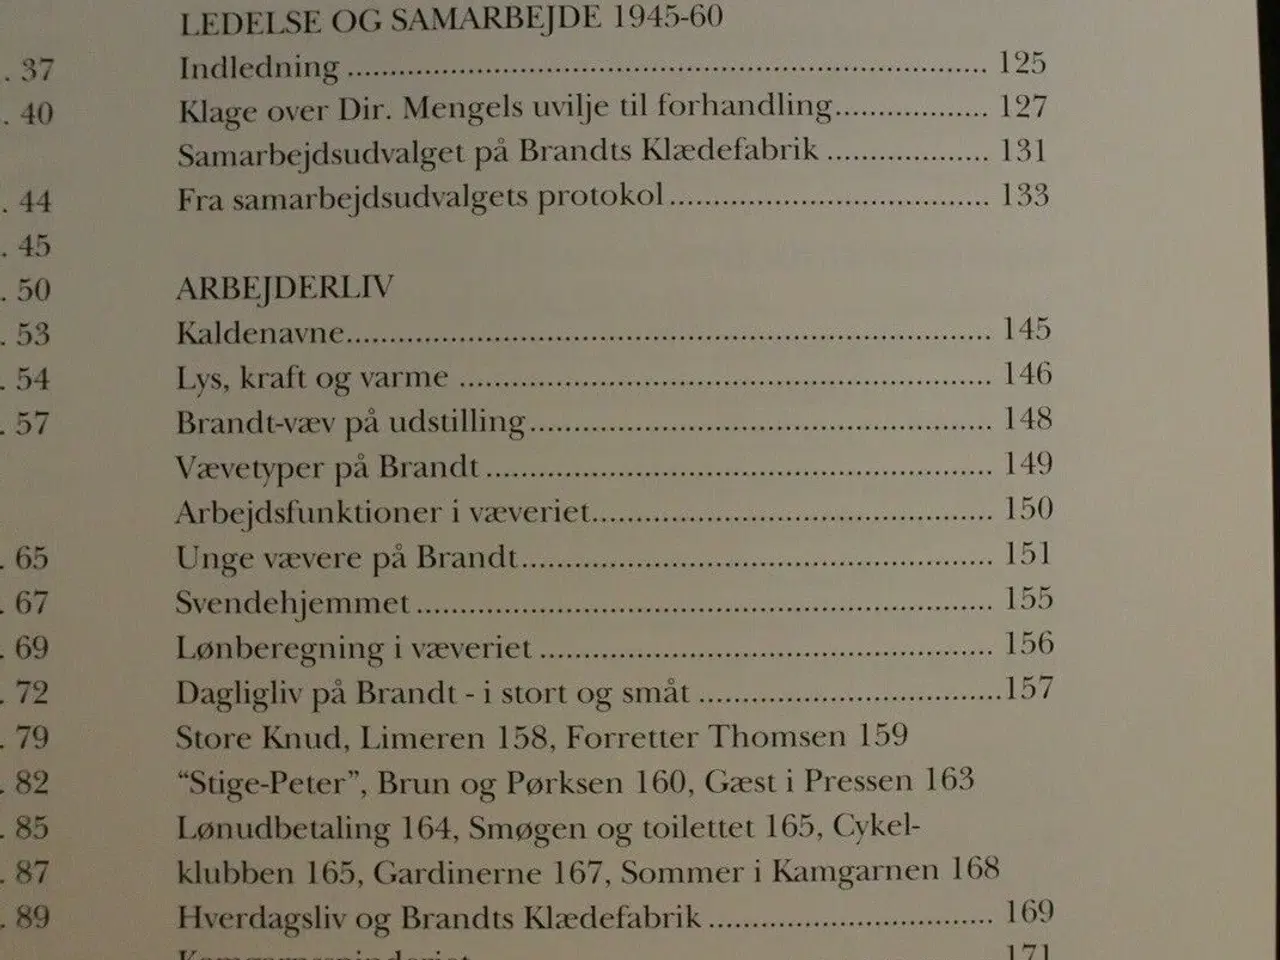 . 37
. 40
. 44
. 45
. 50
. 53
. 54
. 57
. 65
. 67
. 69
. 72
. 79
. 82
. 85
. 87
. 89
LEDELSE OG SAMARBEJDE 1945-60
Indledning ........................................................................ 125
Klage over Dir. Mengels uvilje til forhandling.................. 127
Samarbejdsudvalget på Brandts Klædefabrik ................... 131
Fra samarbejdsudvalgets protokol..................................... 133
ARBEJDERLIV
Kaldenavne........................................................................ 145
Lys, kraft og varme ............................................................ 146
Brandt-væv på udstilling..................................................... 148
Vævetyper på Brandt .......................................................... 149
Arbejdsfunktioner i væveriet.............................................. 150
Unge vævere på Brandt...................................................... 151
Svendehjemmet ................................................................. 155
Lønberegning i væveriet .................................................... 156
Dagligliv på Brandt - i stort og småt ..................................157
Store Knud, Limeren 158, Forretter Thomsen 159
“Stige-Peter”, Brun og Pørksen 160, Gæst i Pressen 163
Lønudbetaling 164, Smøgen og toilettet 165, Cykel-
klubben 165, Gardinerne 167, Sommer i Kamgarnen 168
Hverdagsliv og Brandts Klædefabrik ................................. 169
171